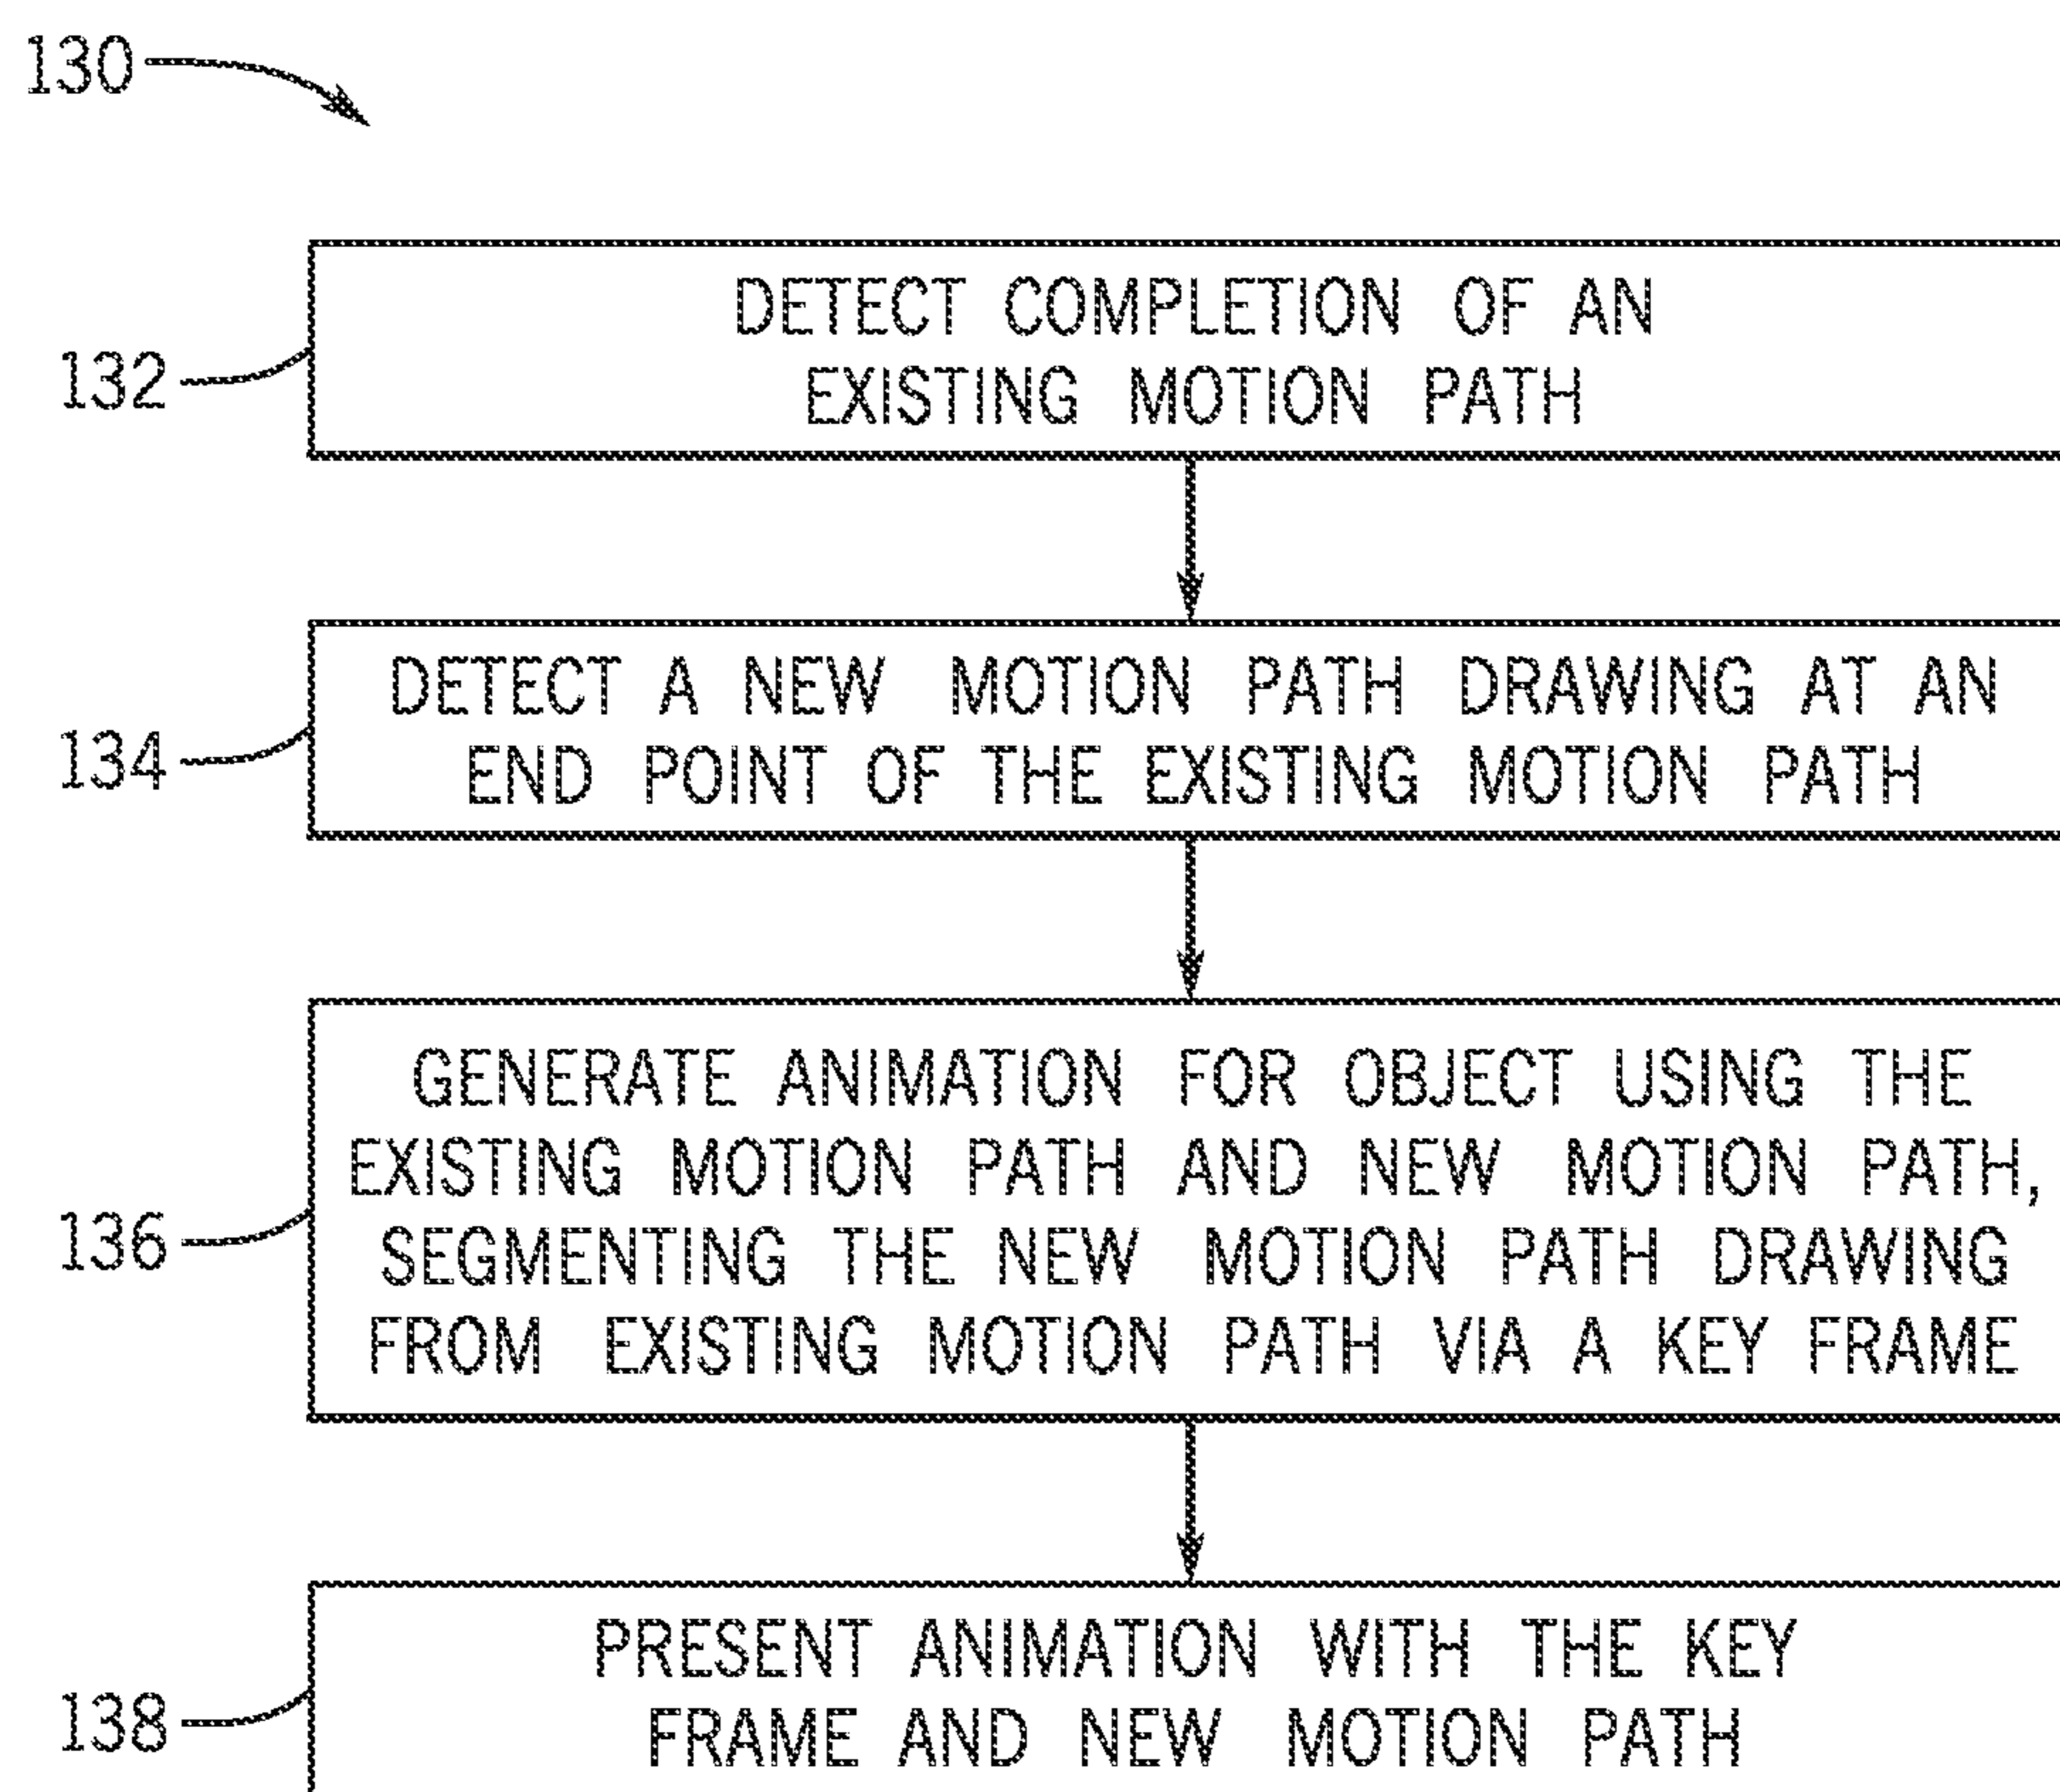 130
DETECT COMPLETION OF AN
EXISTING MOTION PATH
132
DETECT A NEW MOTION PATH DRAWING AT AN
END POINT OF THE EXISTING MOTION PATH
134
GENERATE ANIMATION FOR OBJECT USING THE
EXISTING MOTION PATH AND NEW MOTION PATH,
SEGMENTING THE NEW MOTION PATH DRAWING
FROM EXISTING MOTION PATH VIA A KEY FRAME
136
PRESENT ANIMATION WITH THE KEY
FRAME AND NEW MOTION PATH
138